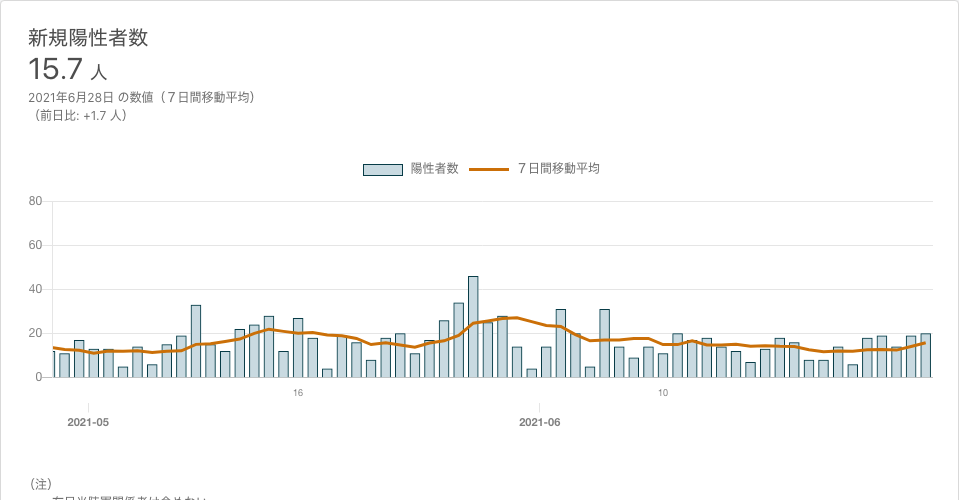 新規陽性者数
15.7 人
2021年6月28日 の数値（７日間移動平均）
（前日比: +1.7 人）
陽性者数 ７日間移動平均
80
60
40
20
0
16 10
2021-05 2021-06
（注）